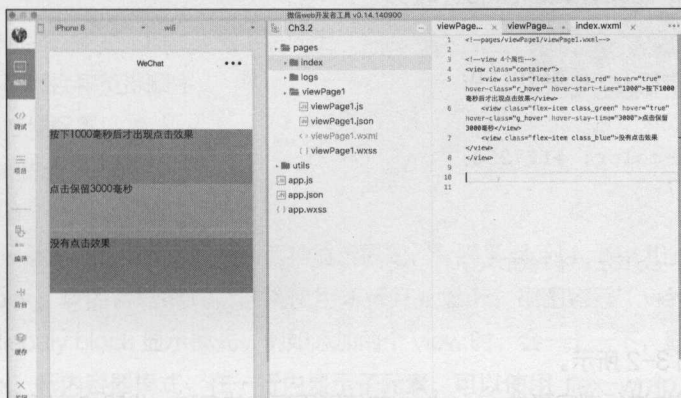 微信web开发者工具 v0.14.140900
iPhone 6
wifi
WeChat
按下1000毫秒后才出现点击效果
点击保留3000毫秒
没有点击效果
调试
项目
编译
前台
缓存
Ch3.2
pages
index
logs
viewPage1
viewPage1.js
viewPage1.json
viewPage1.wxml
viewPage1.wxss
utils
app.js
app.json
app.wxss
viewPage...
viewPage...
index.wxml
1 <!--pages/viewPage1/viewPage1.wxml-->
2
3 <!--view 4个属性-->
4 <view class="container">
5 <view class="flex-item class_red" hover="true"
hover-class="r_hover" hover-start-time="1000">按下1000
毫秒后才出现点击效果</view>
6 <view class="flex-item class_green" hover="true"
hover-class="g_hover" hover-stay-time="3000">点击保留
3000毫秒</view>
7 <view class="flex-item class_blue">没有点击效果
</view>
8 </view>
9
10
11
3-2 所示。